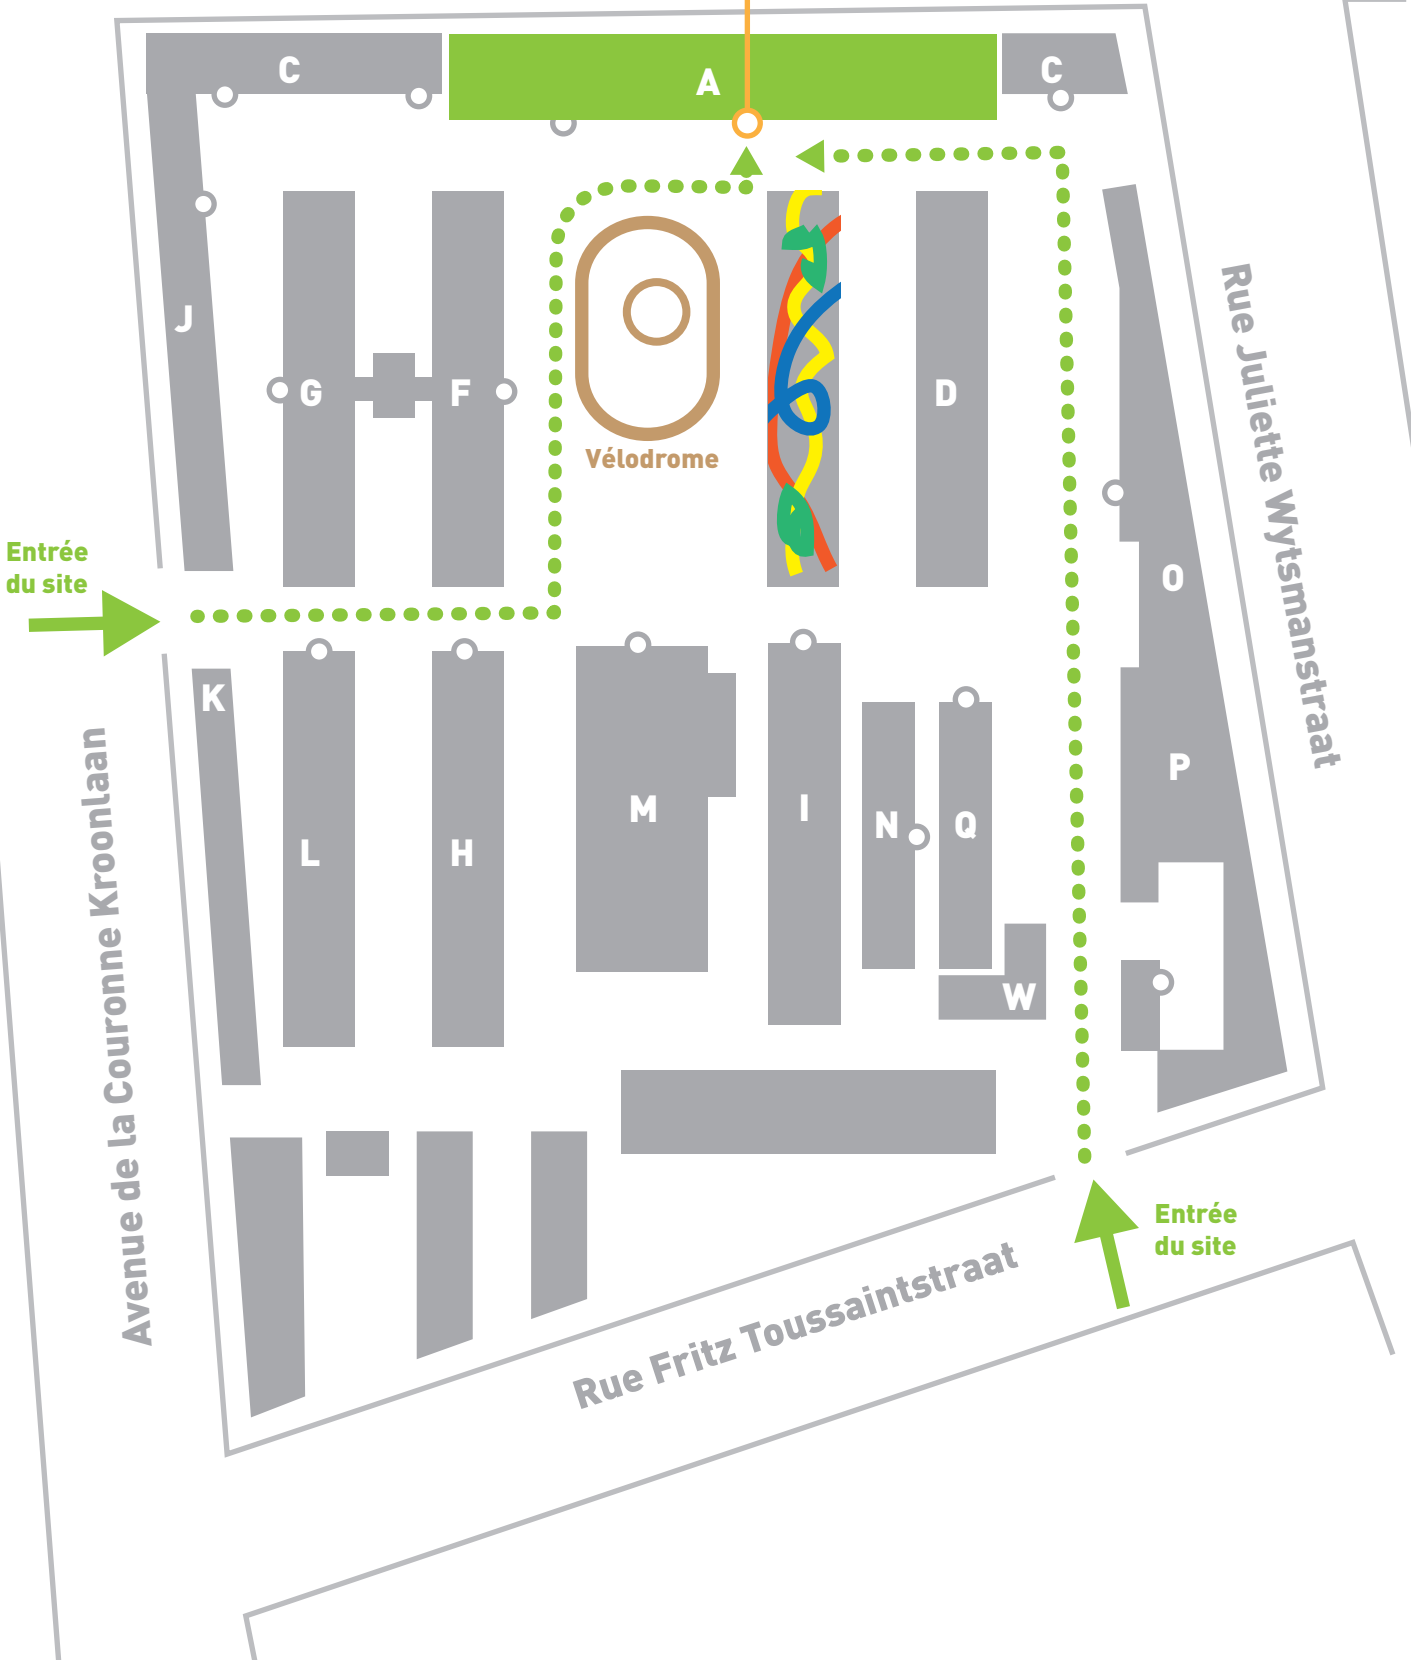 C
A
C
J
G
F
D
Vélodrome
Rue Juliette Wytsmanstraat
Entrée
du site
O
K
P
M
I
N
Q
L
H
W
Avenue de la Couronne Kroonlaan
Entrée
du site
Rue Fritz Toussaintstraat